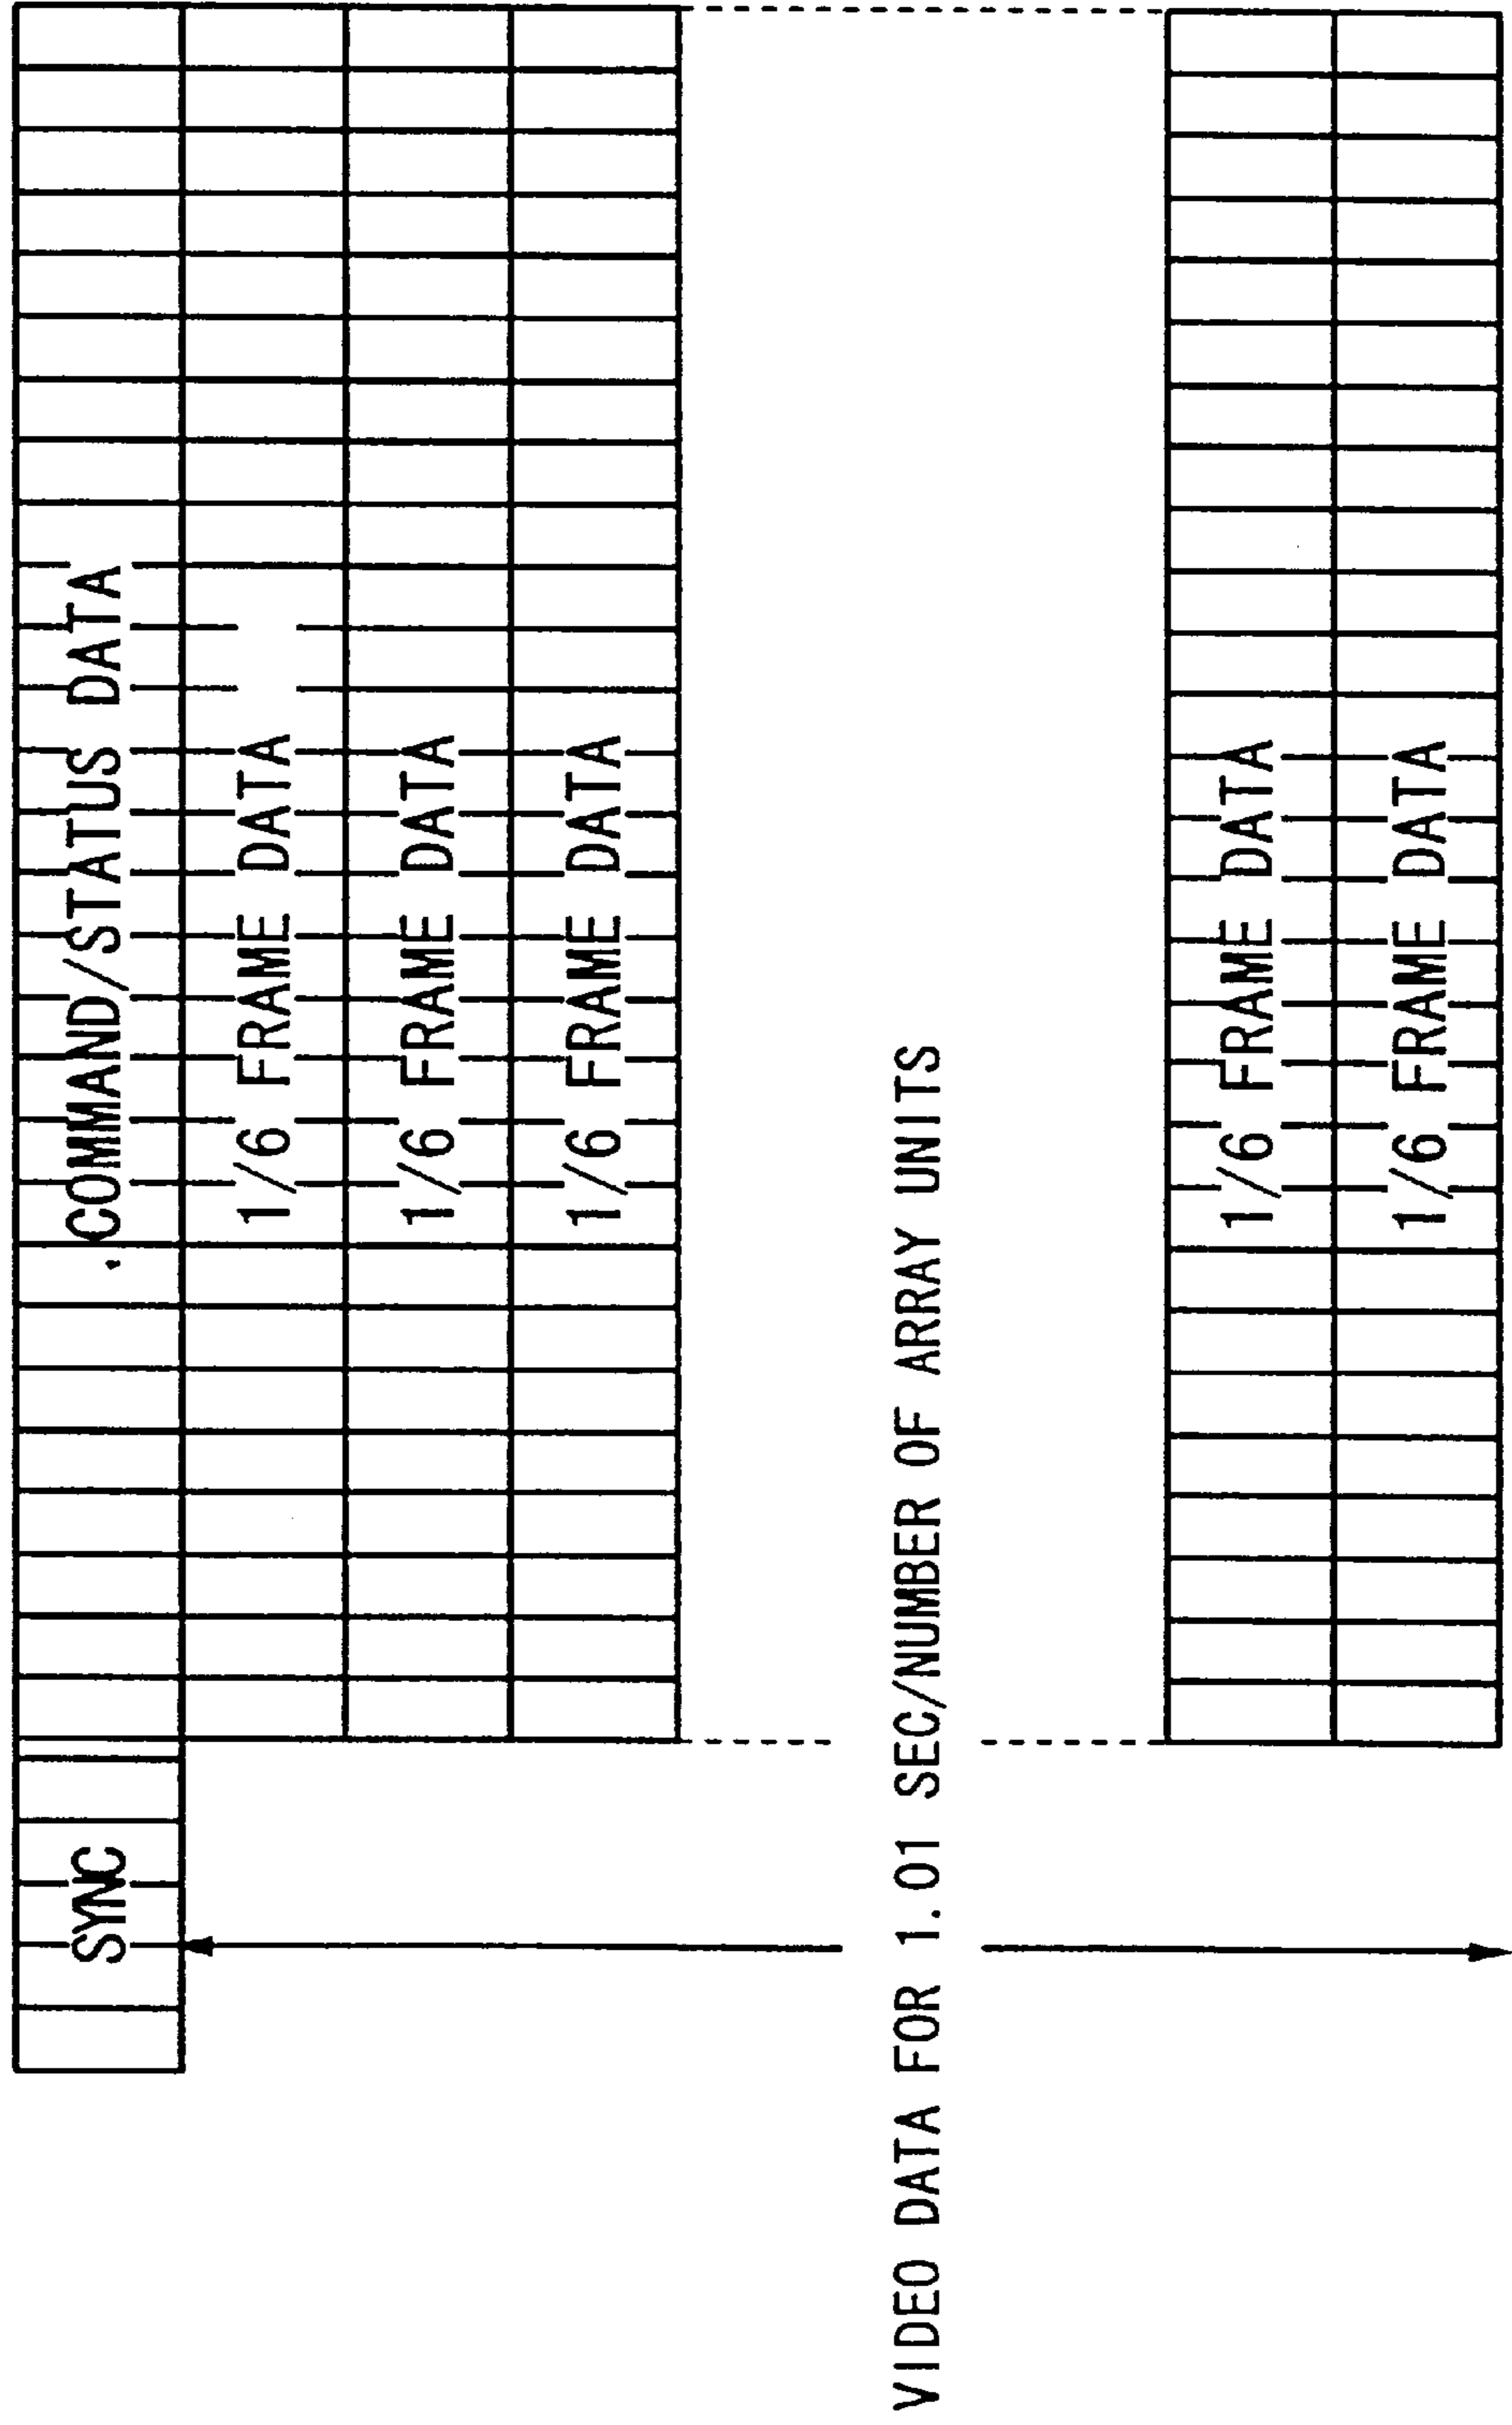 SYNC
COMMAND/STATUS DATA
1/6 FRAME DATA
1/6 FRAME DATA
1/6 FRAME DATA
VIDEO DATA FOR 1.01 SEC/NUMBER OF ARRAY UNITS
1/6 FRAME DATA
1/6 FRAME DATA